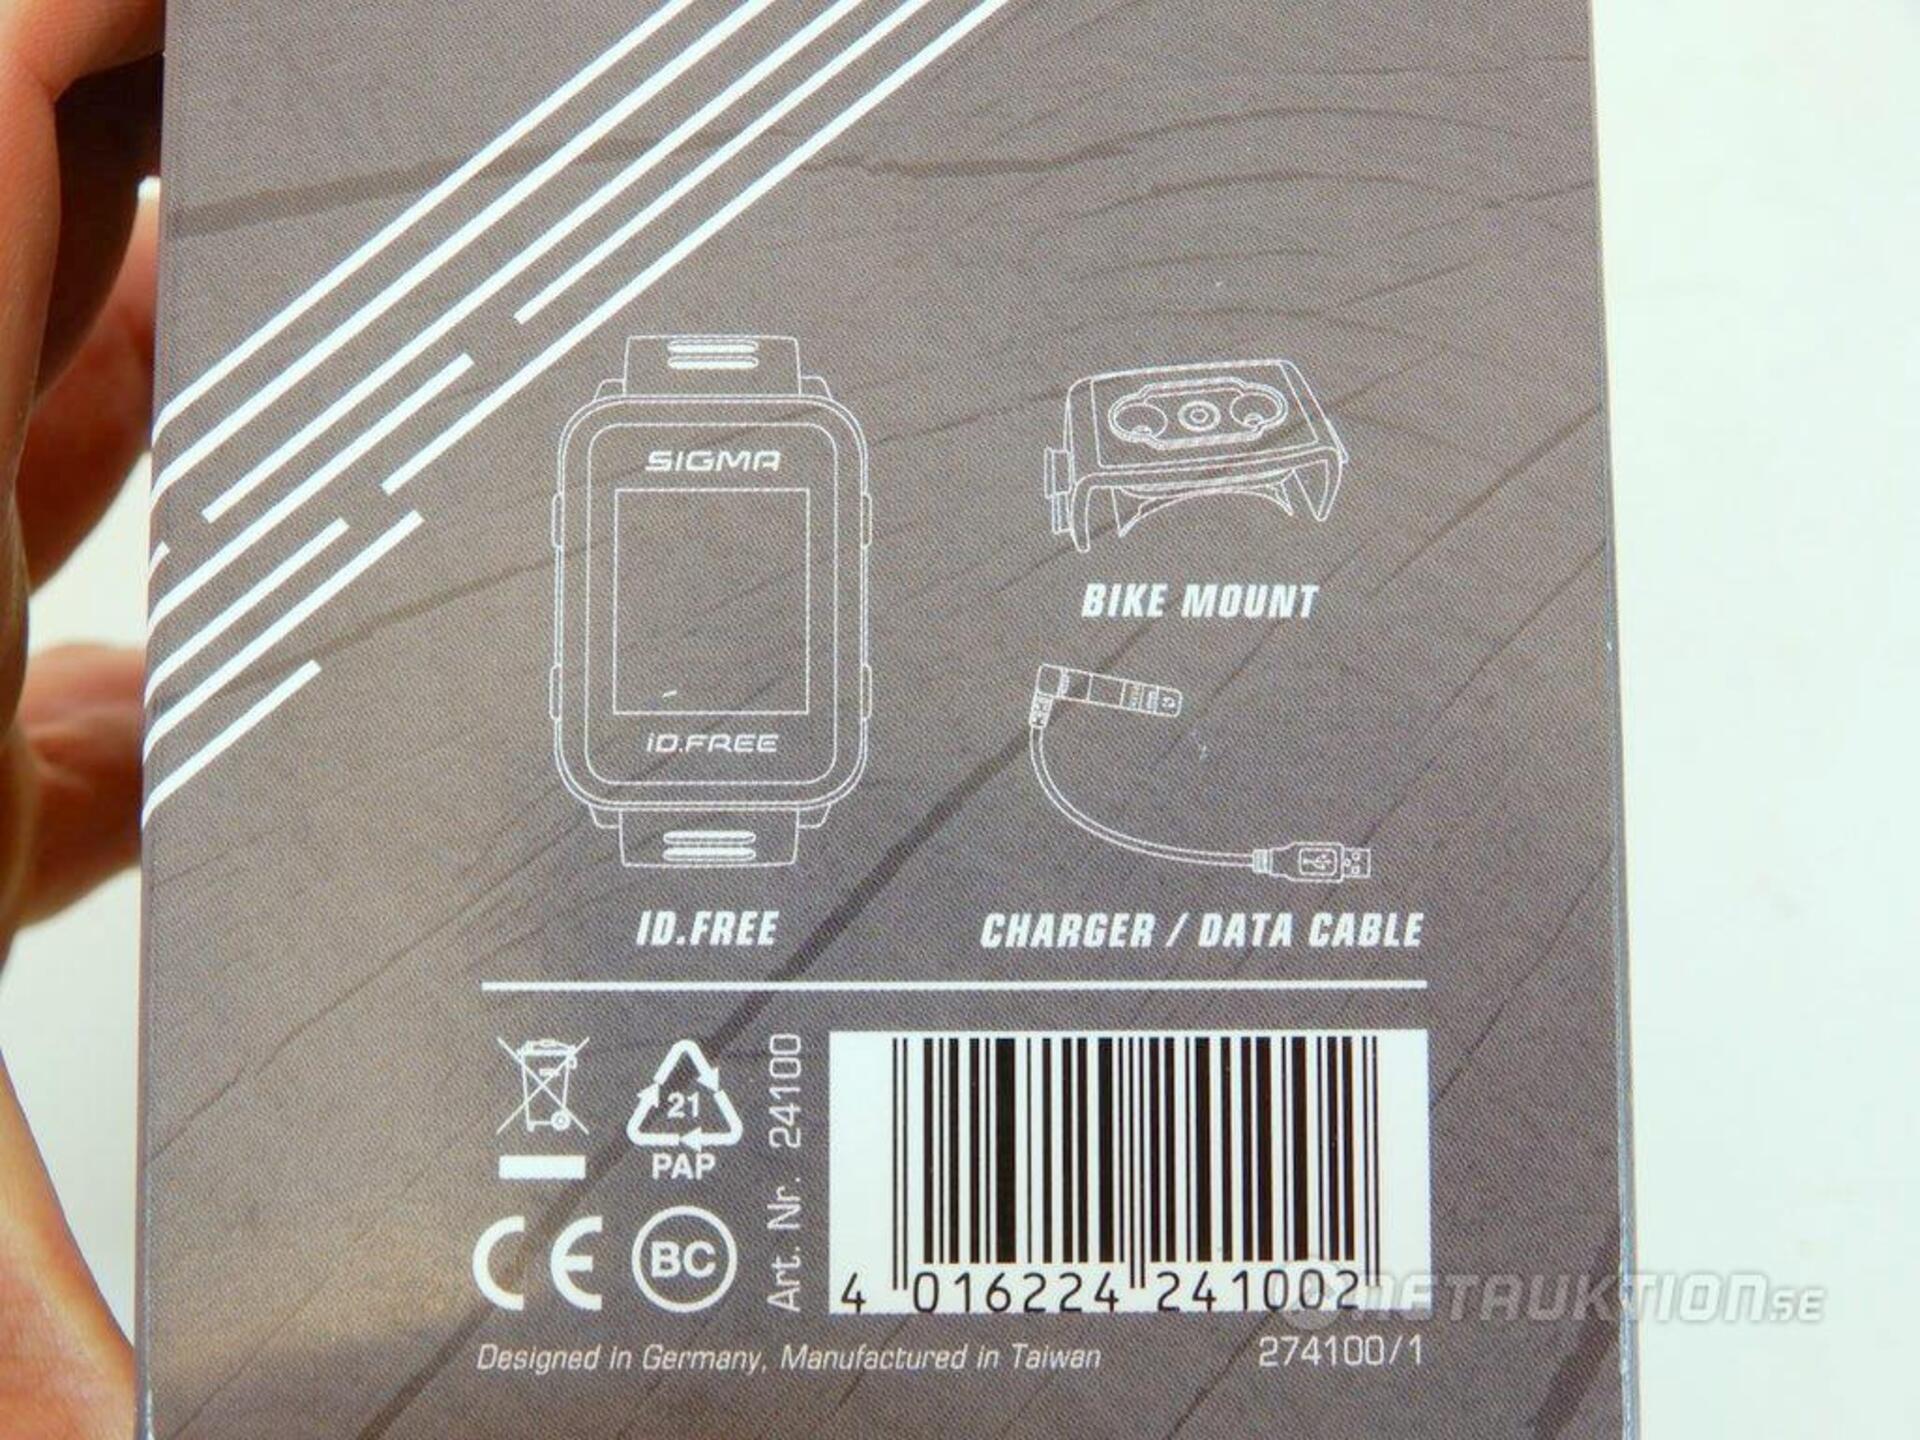 SIGMA
iD.FREE
ID.FREE
BIKE MOUNT
CHARGER / DATA CABLE
21
PAP
CE
BC
Art. Nr. 24100
4 016224 241002
Designed in Germany, Manufactured in Taiwan
274100/1
NETAUKTION.SE